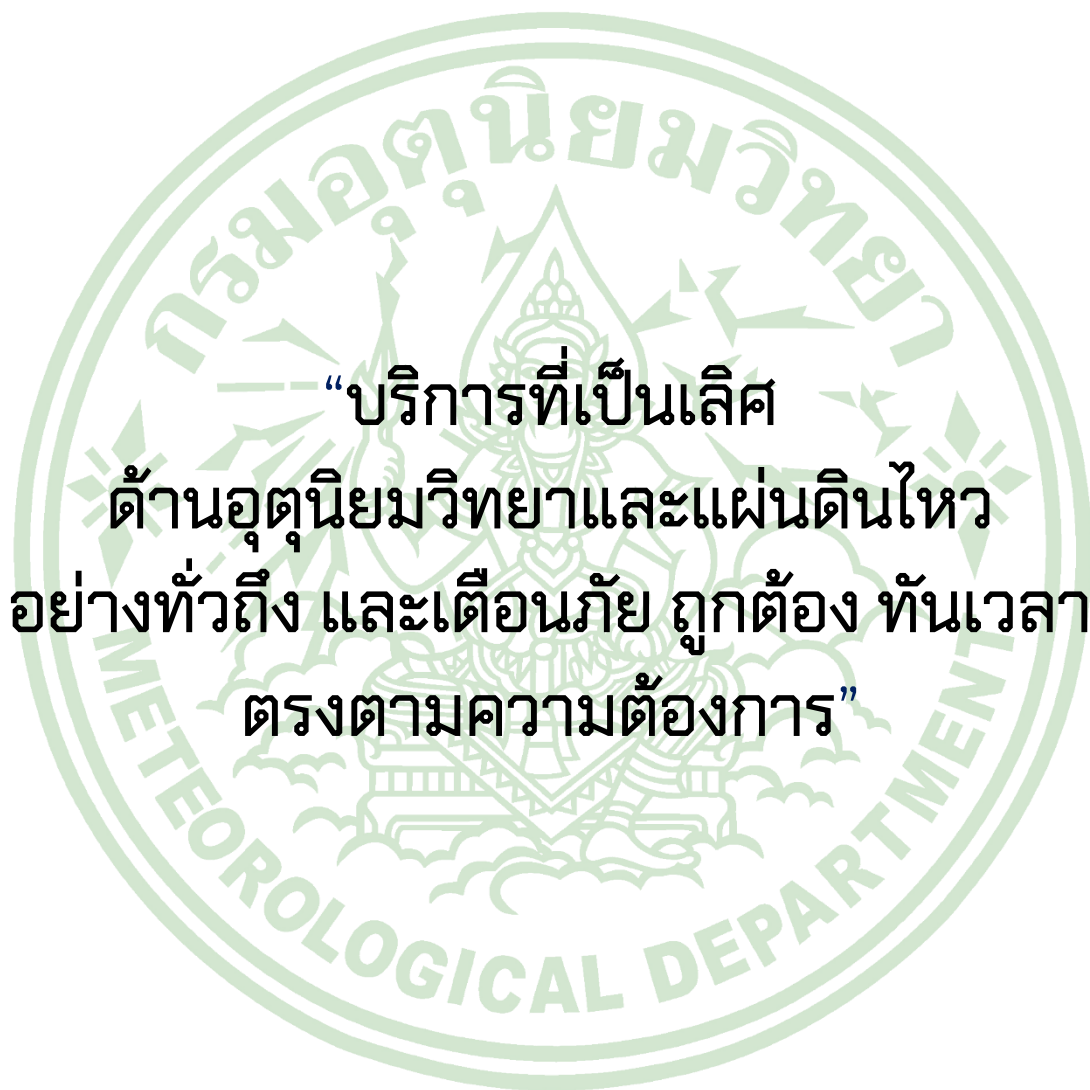 กรมอุตุนิยมวิทยา
“บริการที่เป็นเลิศ
ด้านอุตุนิยมวิทยาและแผ่นดินไหว
อย่างทั่วถึง และเตือนภัย ถูกต้อง ทันเวลา
ตรงตามความต้องการ”
METEOROLOGICAL DEPARTMENT